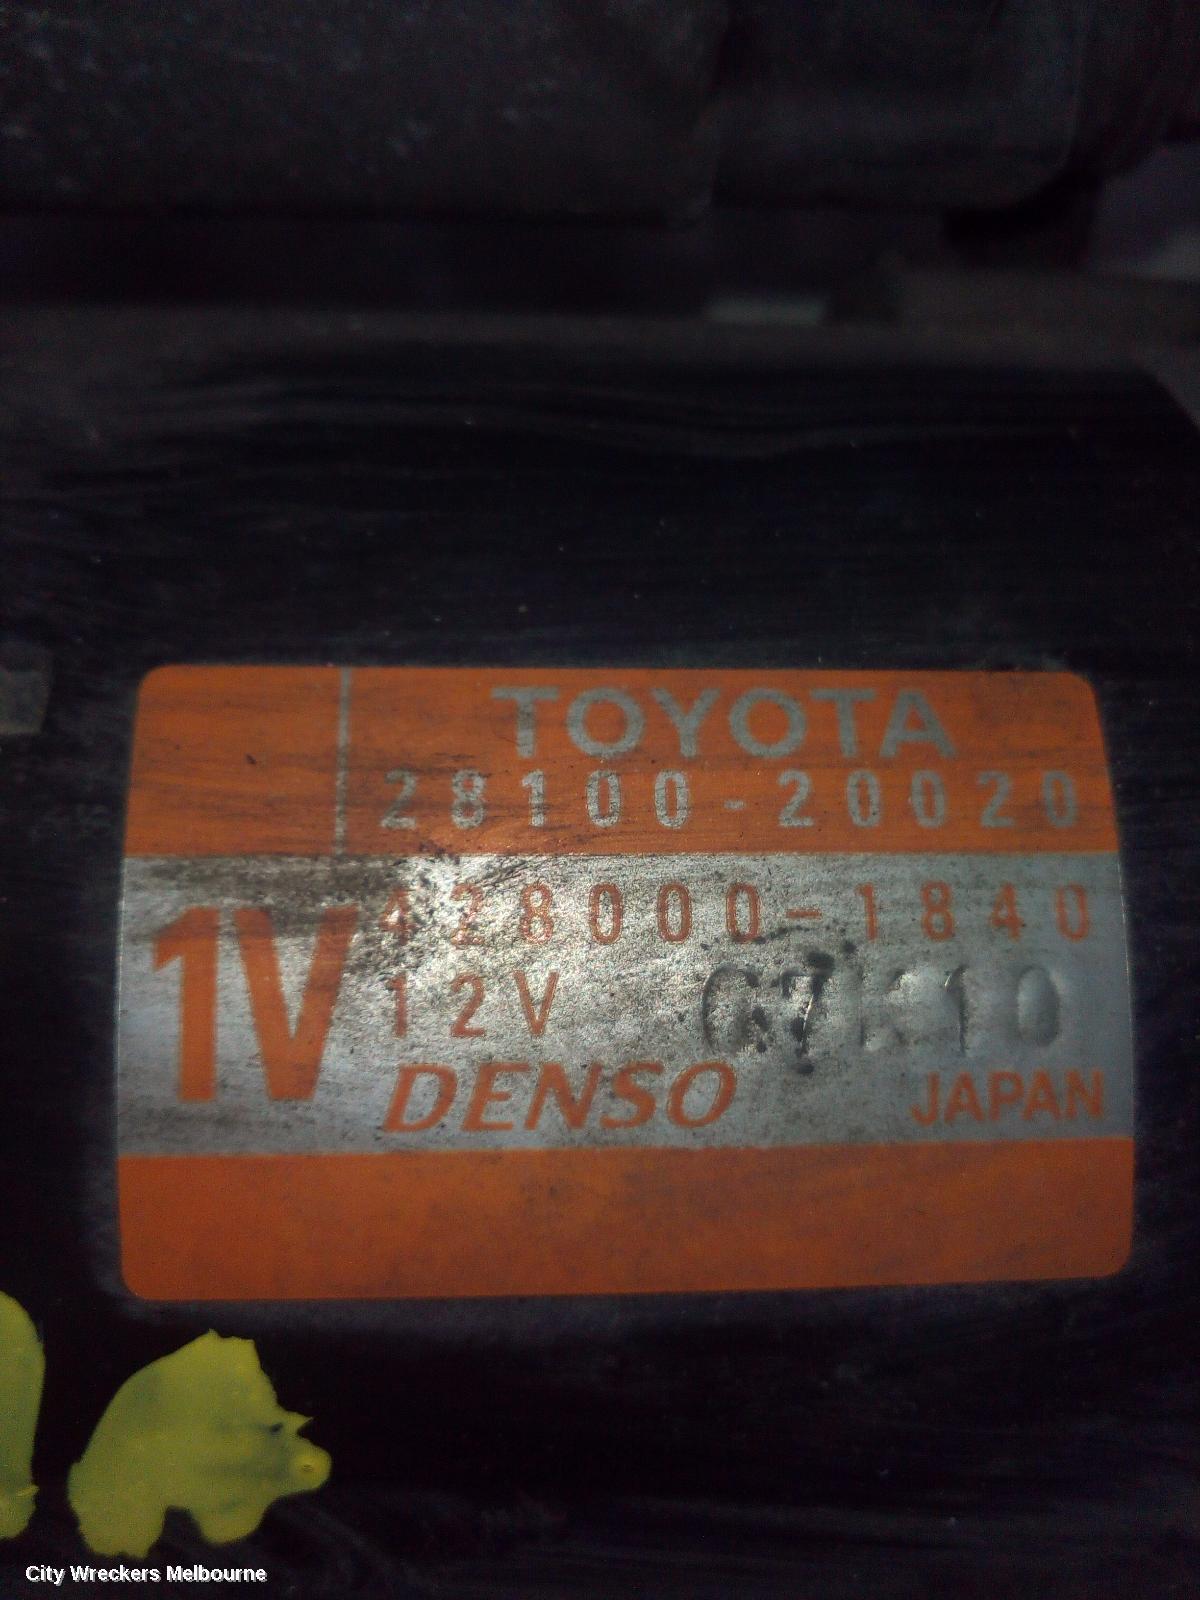 TOYOTA
28100-20020
1V
428000-1840
12V
DENSO
JAPAN
City Wreckers Melbourne